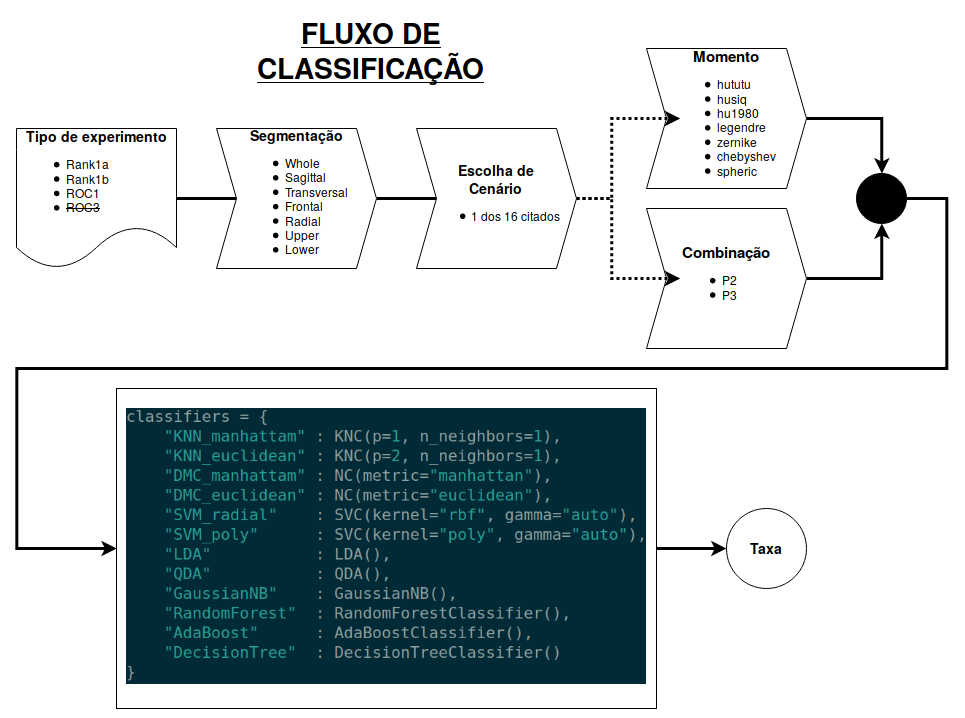 FLUXO DE
CLASSIFICAÇÃO
Tipo de experimento
Rank1a
Rank1b
ROC1
ROC3
Segmentação
Whole
Sagittal
Transversal
Frontal
Radial
Upper
Lower
Escolha de
Cenário
1 dos 16 citados
Momento
hututu
husiq
hu1980
legendre
zernike
chebyshev
spheric
Combinação
P2
P3
classifiers = {
"KNN_manhattam" : KNC(p=1, n_neighbors=1),
"KNN_euclidean" : KNC(p=2, n_neighbors=1),
"DMC_manhattam" : NC(metric="manhattan"),
"DMC_euclidean" : NC(metric="euclidean"),
"SVM_radial" : SVC(kernel="rbf", gamma="auto"),
"SVM_poly" : SVC(kernel="poly", gamma="auto"),
"LDA" : LDA(),
"QDA" : QDA(),
"GaussianNB" : GaussianNB(),
"RandomForest" : RandomForestClassifier(),
"AdaBoost" : AdaBoostClassifier(),
"DecisionTree" : DecisionTreeClassifier()
}
Taxa